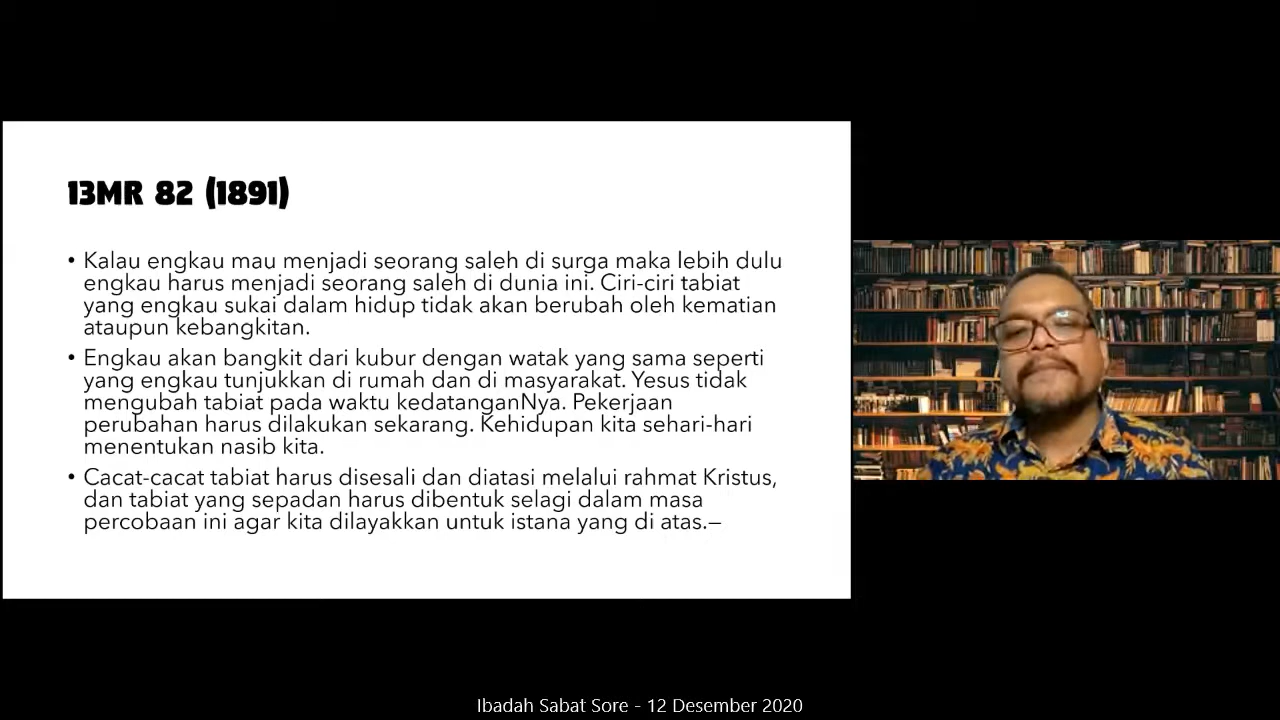 13MR 82 (1891)
• Kalau engkau mau menjadi seorang saleh di surga maka lebih dulu
engkau harus menjadi seorang saleh di dunia ini. Ciri-ciri tabiat
yang engkau sukai dalam hidup tidak akan berubah oleh kematian
ataupun kebangkitan.
• Engkau akan bangkit dari kubur dengan watak yang sama seperti
yang engkau tunjukkan di rumah dan di masyarakat. Yesus tidak
mengubah tabiat pada waktu kedatanganNya. Pekerjaan
perubahan harus dilakukan sekarang. Kehidupan kita sehari-hari
menentukan nasib kita.
• Cacat-cacat tabiat harus disesali dan diatasi melalui rahmat Kristus,
dan tabiat yang sepadan harus dibentuk selagi dalam masa
percobaan ini agar kita dilayakkan untuk istana yang di atas.—
Ibadah Sabat Sore - 12 Desember 2020